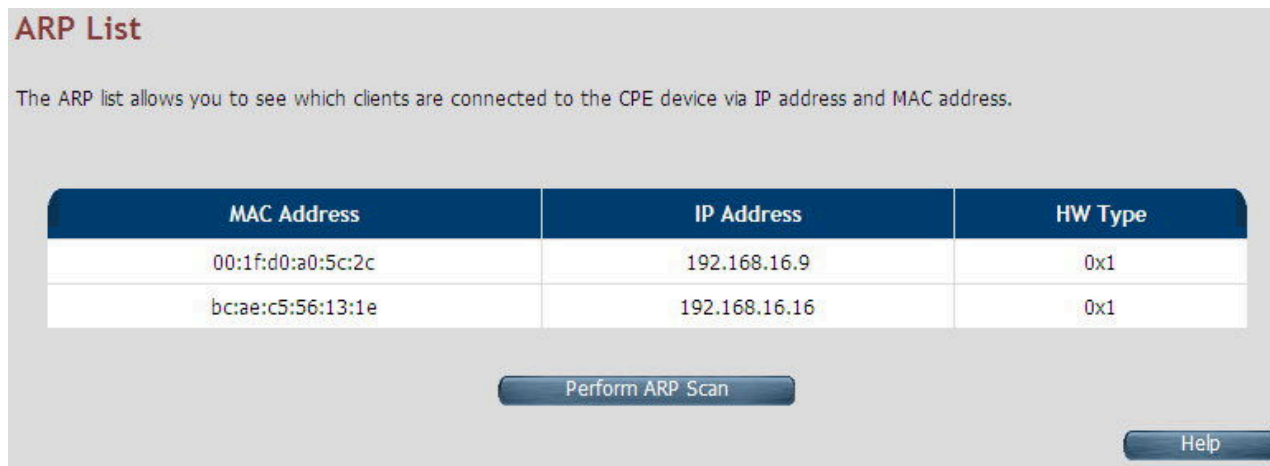 ARP List
The ARP list allows you to see which clients are connected to the CPE device via IP address and MAC address.
MAC Address IP Address HW Type
00:1f:d0:a0:5c:2c 192.168.16.9 0x1
bc:ae:c5:56:13:1e 192.168.16.16 0x1
Perform ARP Scan
Help